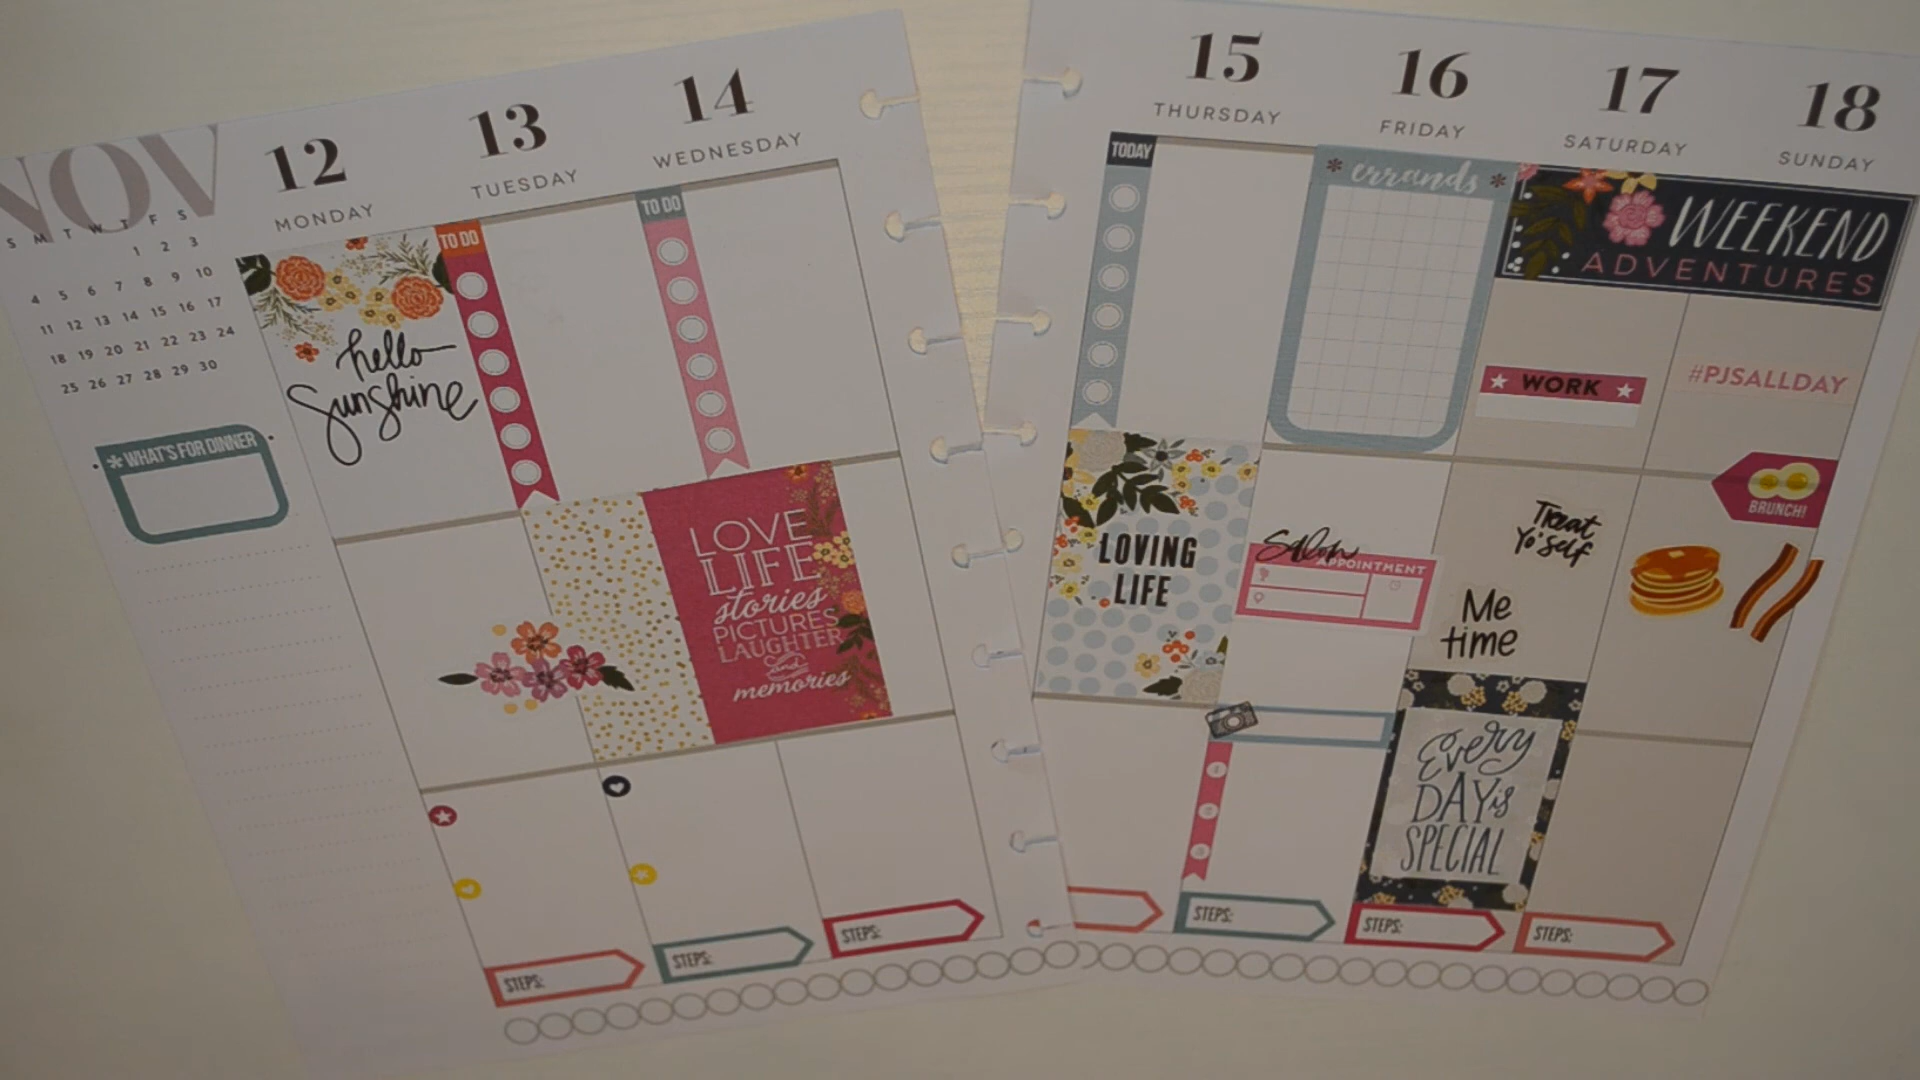 NOV
S M T W T F S
1 2 3
4 5 6 7 8 9 10
11 12 13 14 15 16 17
18 19 20 21 22 23 24
25 26 27 28 29 30
*WHAT'S FOR DINNER
12
MONDAY
13
TUESDAY
14
WEDNESDAY
hello
Sunshine
TO DO
TO DO
LOVE
LIFE
stories
PICTURES
LAUGHTER
and
memories
STEPS:
STEPS:
STEPS:
15
THURSDAY
16
FRIDAY
17
SATURDAY
18
SUNDAY
TODAY
* errands *
WEEKEND
ADVENTURES
WORK
#PJSALLDAY
LOVING
LIFE
Salon
APPOINTMENT
Treat
Yo'self
Me
time
BRUNCH!
EVERY
DAY is
SPECIAL
STEPS:
STEPS:
STEPS: